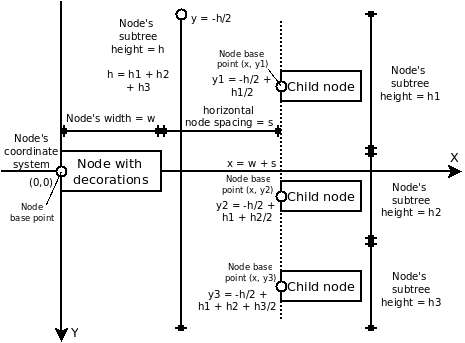 Node's
subtree
height = h
h = h1 + h2
+ h3
y = -h/2
Node base
point (x, y1)
y1 = -h/2 +
h1/2
Child node
Node's
subtree
height = h1
Node's width = w
horizontal
node spacing = s
Node's
coordinate
system
(0,0)
Node
base point
Node with
decorations
x = w + s
X
Node base
point (x, y2)
y2 = -h/2 +
h1 + h2/2
Child node
Node's
subtree
height = h2
Node base
point (x, y3)
y3 = -h/2 +
h1 + h2 + h3/2
Child node
Node's
subtree
height = h3
Y